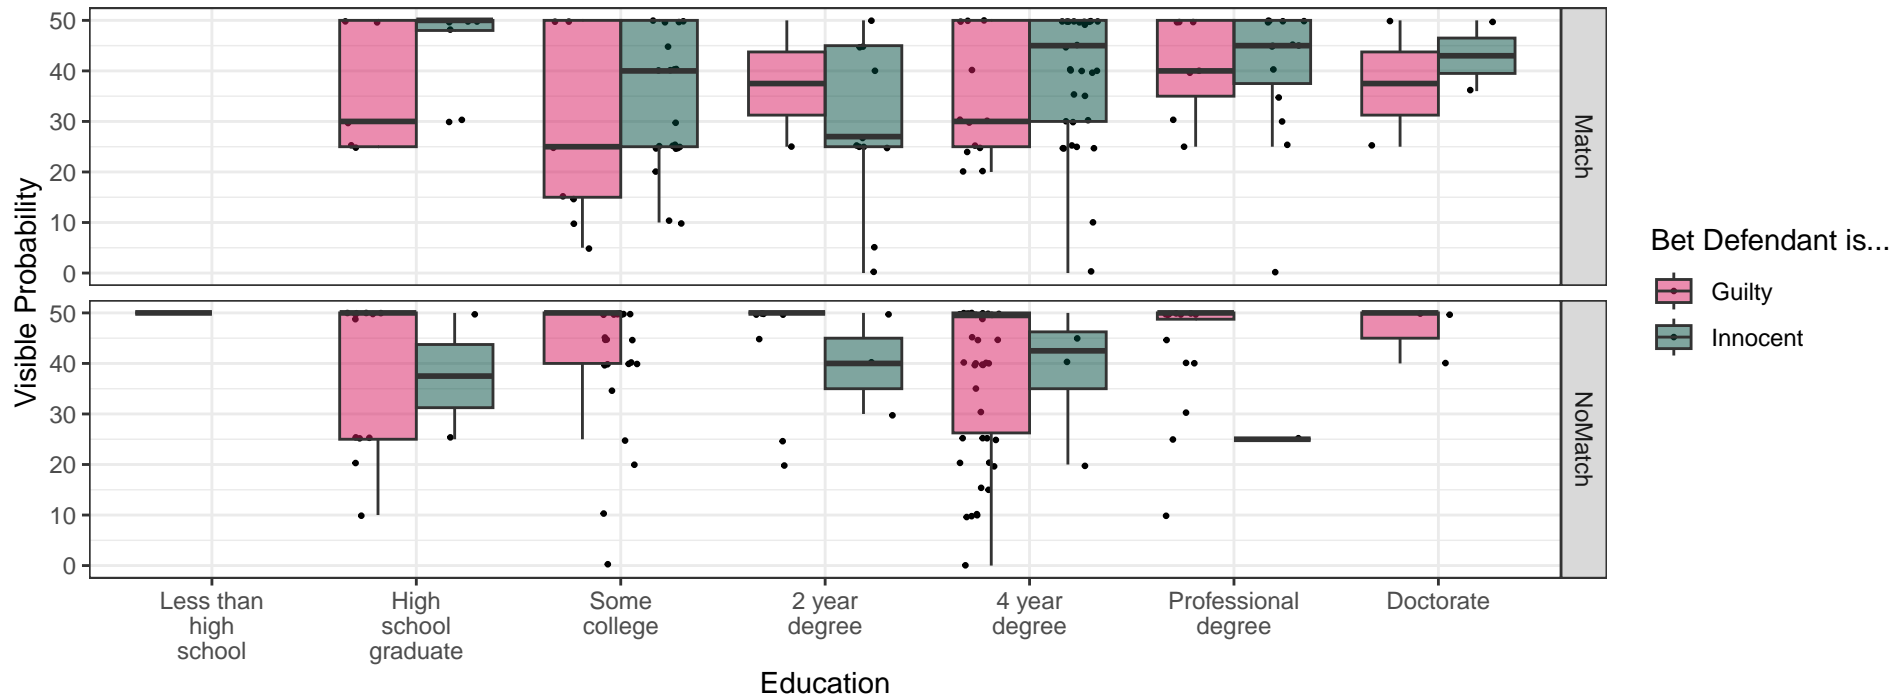 50
40
30
20
10
0
Match
50
40
30
20
10
0
NoMatch
Visible Probability
Less than
high
school
High
school
graduate
Some
college
2 year
degree
4 year
degree
Professional
degree
Doctorate
Education
Bet Defendant is...
Guilty
Innocent